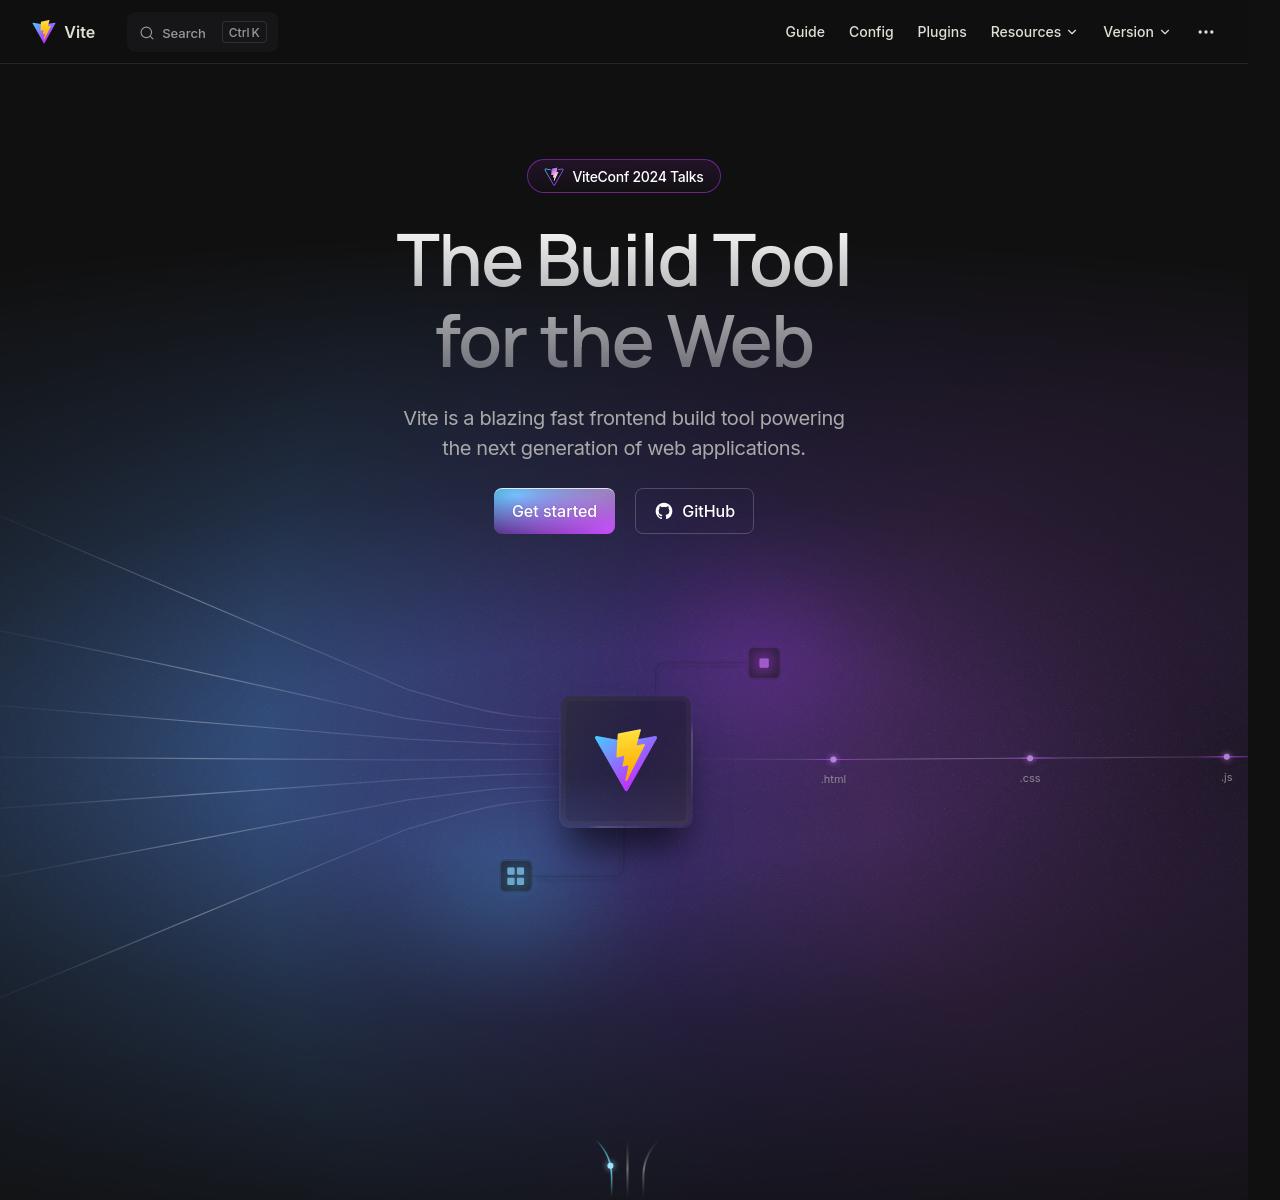 Vite
Search
Ctrl K
Guide
Config
Plugins
Resources
Version
ViteConf 2024 Talks
The Build Tool
for the Web
Vite is a blazing fast frontend build tool powering
the next generation of web applications.
Get started
GitHub
.html
.css
.js